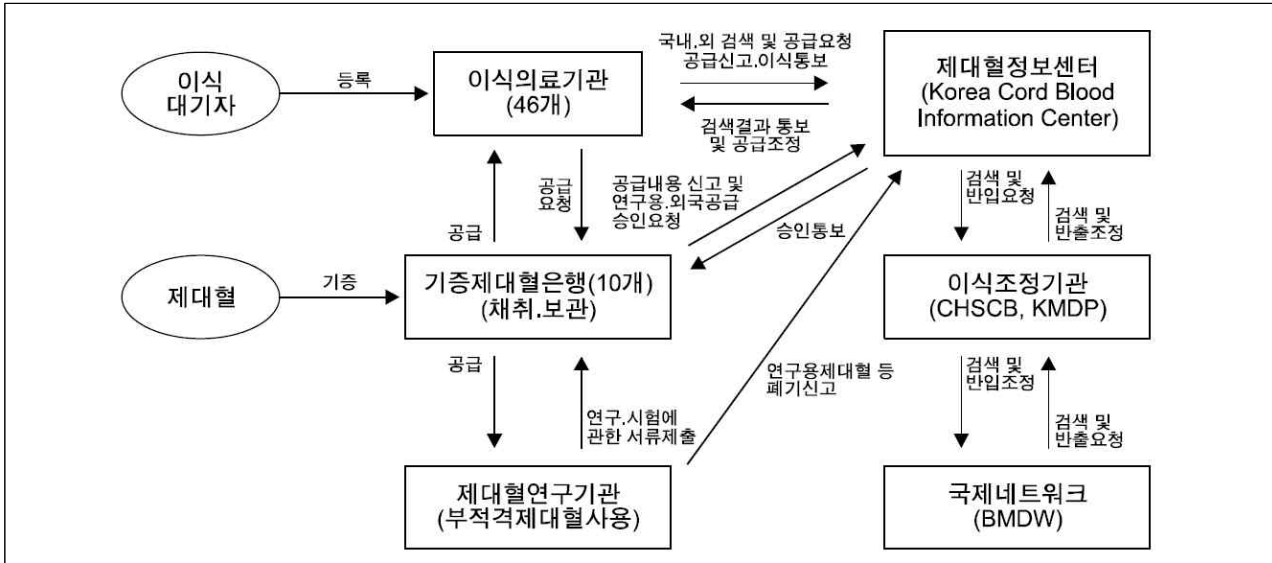 이식
대기자
등록
이식의료기관
(46개)
국내.외 검색 및 공급요청
공급신고.이식통보
검색결과 통보
및 공급조정
제대혈정보센터
(Korea Cord Blood
Information Center)
공급
공급
요청
공급내용 신고 및
연구용.외국공급
승인요청
승인통보
검색 및
반입요청
검색 및
반출조정
제대혈
기증
기증제대혈은행(10개)
(채취.보관)
이식조정기관
(CHSCB, KMDP)
공급
연구.시험에
관한 서류제출
연구용제대혈 등
폐기신고
검색 및
반입조정
검색 및
반출요청
제대혈연구기관
(부적격제대혈사용)
국제네트워크
(BMDW)